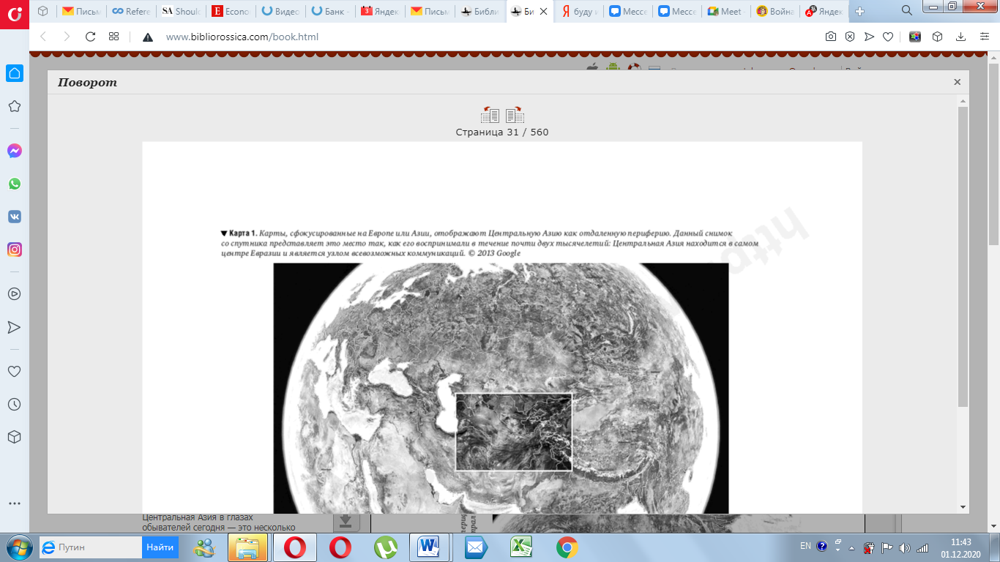 Письм
Refere
Shoulc
Econo
Видео
Банк -
Яндек
Письм
Библи
Би
буду и
Мессе
Мессе
Meet -
Война
Яндек
www.bibliorossica.com/book.html
Поворот
Страница 31 / 560
▼ Карта 1. Карты, сфокусированные на Европе или Азии, отображают Центральную Азию как отдаленную периферию. Данный снимок
со спутника представляет это место так, как его воспринимали в течение почти двух тысячелетий: Центральная Азия находится в самом
центре Евразии и является узлом всевозможных коммуникаций. © 2013 Google
Центральная Азия в глазах
обывателей сегодня — это несколько
Путин
Найти
EN
11:43
01.12.2020